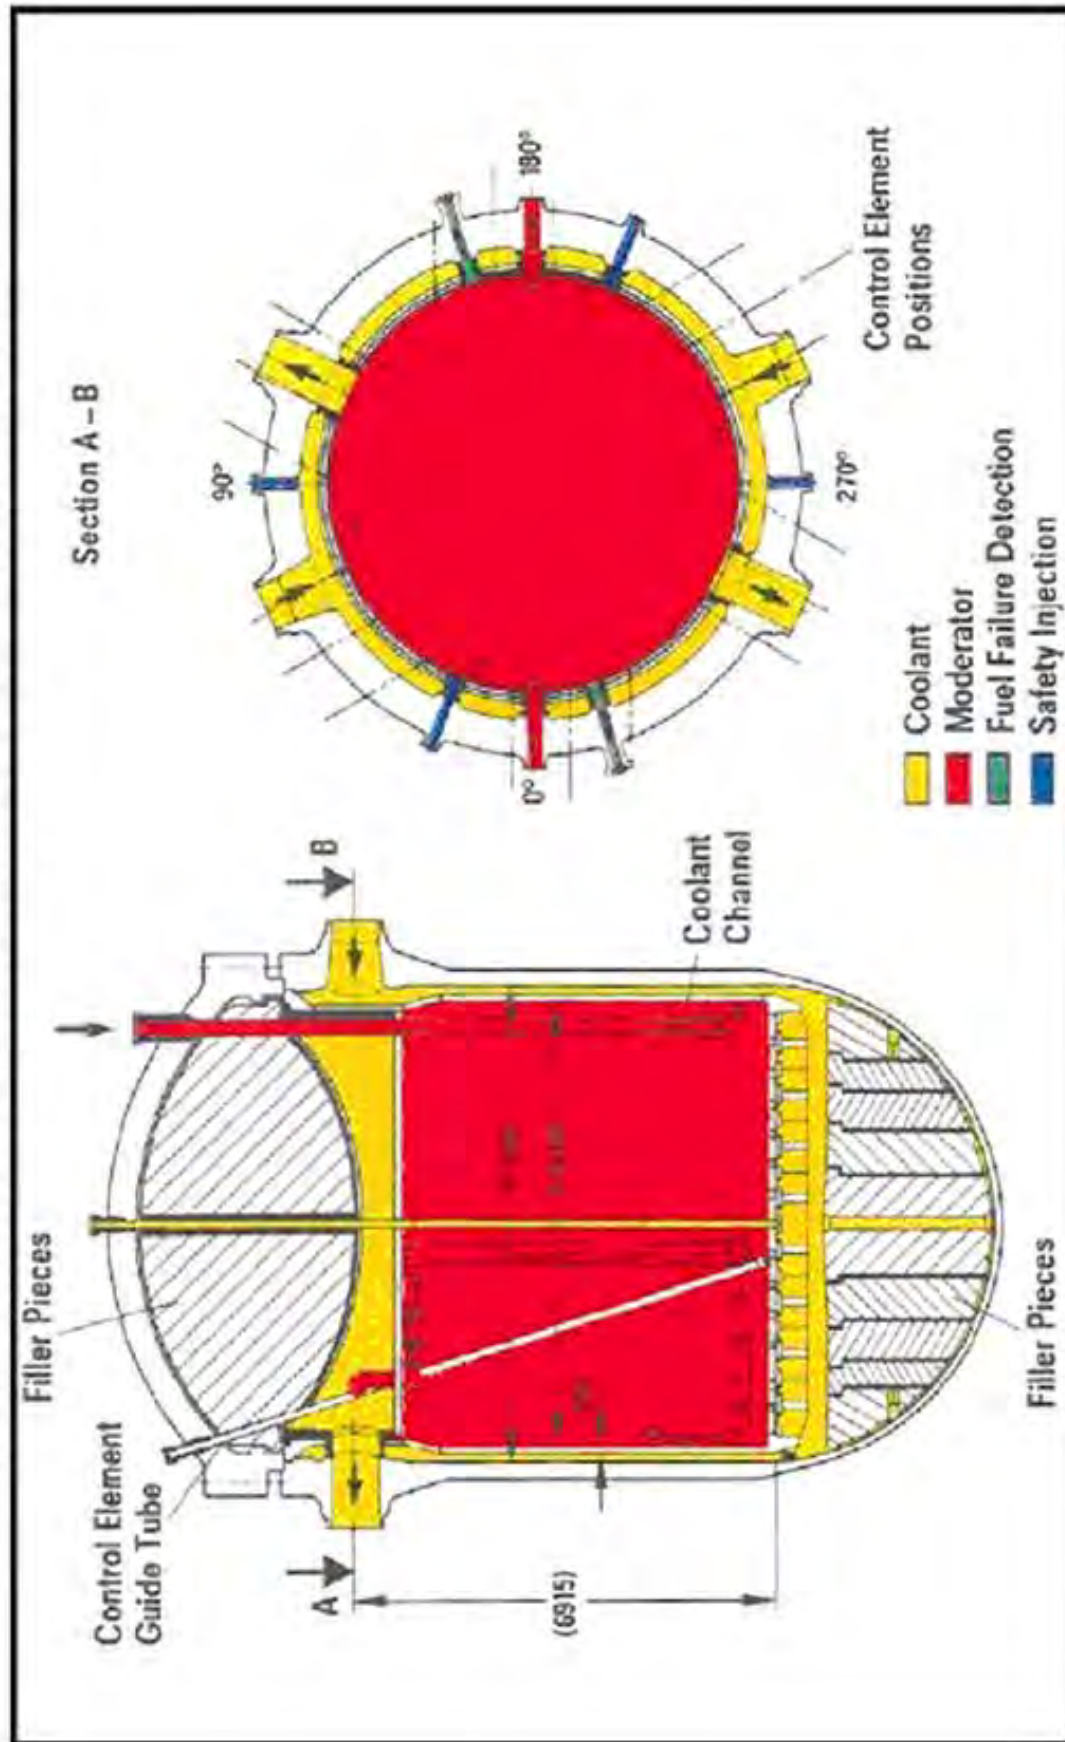 Filler Pieces
Control Element
Guide Tube
A
B
(6915)
Coolant
Channel
Filler Pieces
Section A – B
90°
180°
0°
270°
Control Element
Positions
Coolant
Moderator
Fuel Failure Detection
Safety Injection